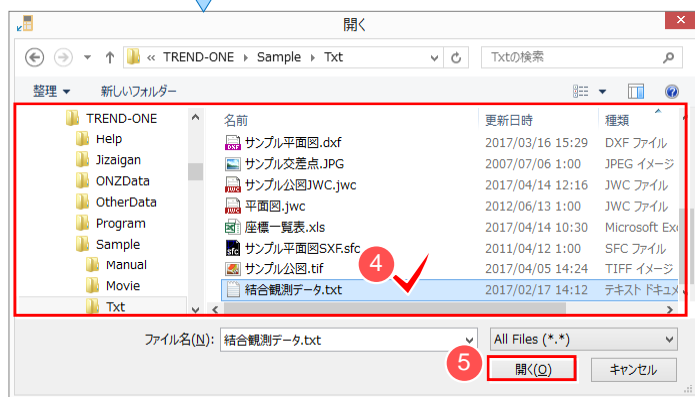 開く
« TREND-ONE Sample Txt Txtの検索
整理 新しいフォルダー
TREND-ONE
Help
Jizaigan
ONZData
OtherData
Program
Sample
Manual
Movie
Txt
名前 更新日時 種類
サンプル平面図.dxf 2017/03/16 15:29 DXF ファイル
サンプル交差点.JPG 2007/07/06 1:00 JPEG イメージ
サンプル公図JWC.jwc 2017/04/14 12:16 JWC ファイル
平面図.jwc 2012/06/13 1:00 JWC ファイル
座標一覧表.xls 2017/04/14 10:30 Microsoft Exc
サンプル平面図SXF.sfc 2011/04/12 1:00 SFC ファイル
サンプル公図.tif 2017/04/05 14:24 TIFF イメージ
結合観測データ.txt 2017/02/17 14:12 テキスト ドキュメ
4
ファイル名(N): 結合観測データ.txt All Files (*.*)
5
開く(O) キャンセル